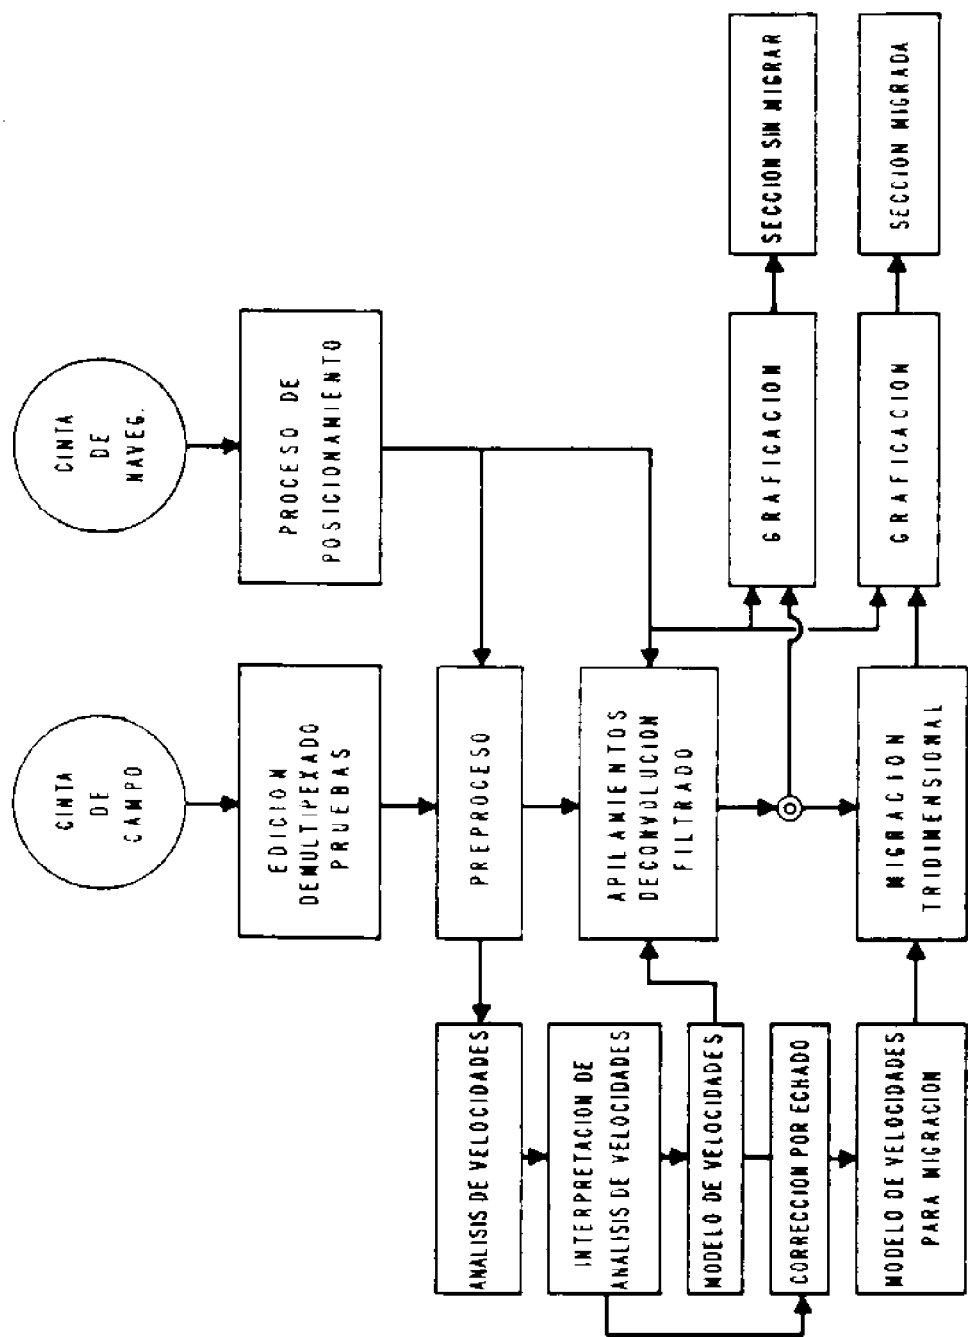 CINTA
DE
CAMPO
CINTA
DE
NAVEG.
EDICION
DEMULTIPEXADO
PRUEBAS
PROCESO DE
POSICIONAMIENTO
ANALISIS DE VELOCIDADES
PREPROCESO
INTERPRETACION DE
ANALISIS DE VELOCIDADES
APILAMIENTOS
DECONVOLUCION
FILTRADO
MODELO DE VELOCIDADES
CORRECCION POR ECHADO
GRAFICACION
SECCION SIN MIGRAR
MODELO DE VELOCIDADES
PARA MIGRACION
MIGRACION
TRIDIMENSIONAL
GRAFICACION
SECCION MIGRADA